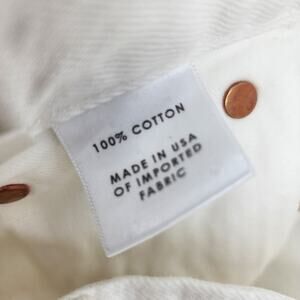 100% COTTON
MADE IN USA
OF IMPORTED
FABRIC